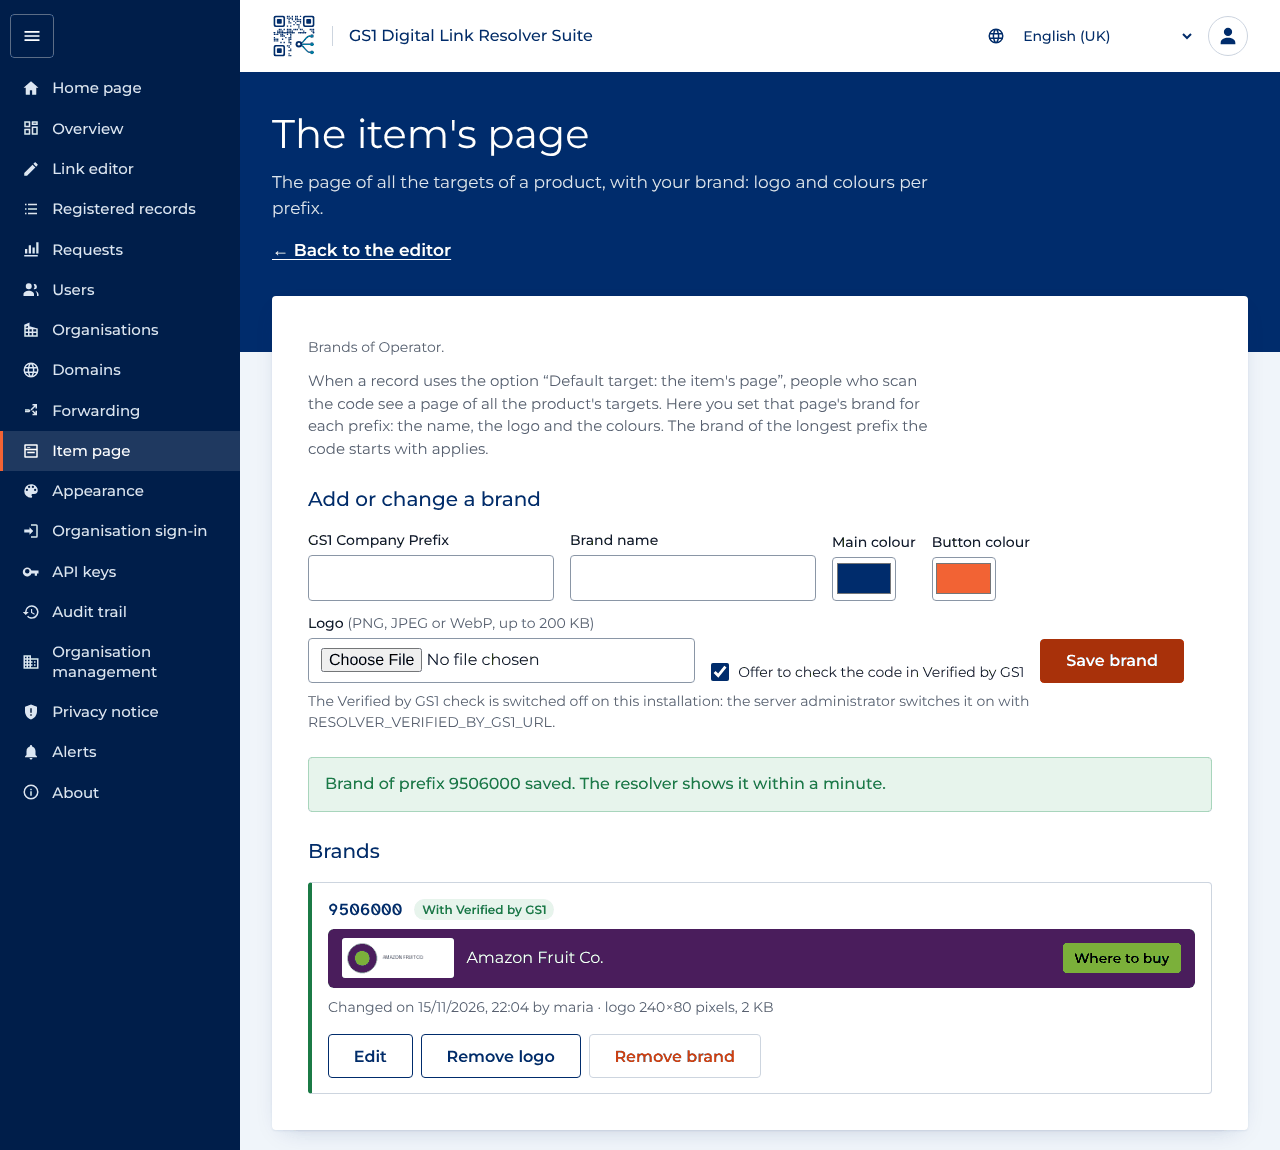 GS1 Digital Link Resolver Suite
English (UK)
Home page
Overview
Link editor
Registered records
Requests
Users
Organisations
Domains
Forwarding
Item page
Appearance
Organisation sign-in
API keys
Audit trail
Organisation
management
Privacy notice
Alerts
About
The item's page
The page of all the targets of a product, with your brand: logo and colours per
prefix.
← Back to the editor
Brands of Operator.
When a record uses the option “Default target: the item's page”, people who scan
the code see a page of all the product's targets. Here you set that page's brand for
each prefix: the name, the logo and the colours. The brand of the longest prefix the
code starts with applies.
Add or change a brand
GS1 Company Prefix
Brand name
Main colour
Button colour
Logo (PNG, JPEG or WebP, up to 200 KB)
Choose File No file chosen
Offer to check the code in Verified by GS1
Save brand
The Verified by GS1 check is switched off on this installation: the server administrator switches it on with
RESOLVER_VERIFIED_BY_GS1_URL.
Brand of prefix 9506000 saved. The resolver shows it within a minute.
Brands
9506000 With Verified by GS1
AMAZON FRUIT CO.
Amazon Fruit Co.
Where to buy
Changed on 15/11/2026, 22:04 by maria · logo 240×80 pixels, 2 KB
Edit
Remove logo
Remove brand